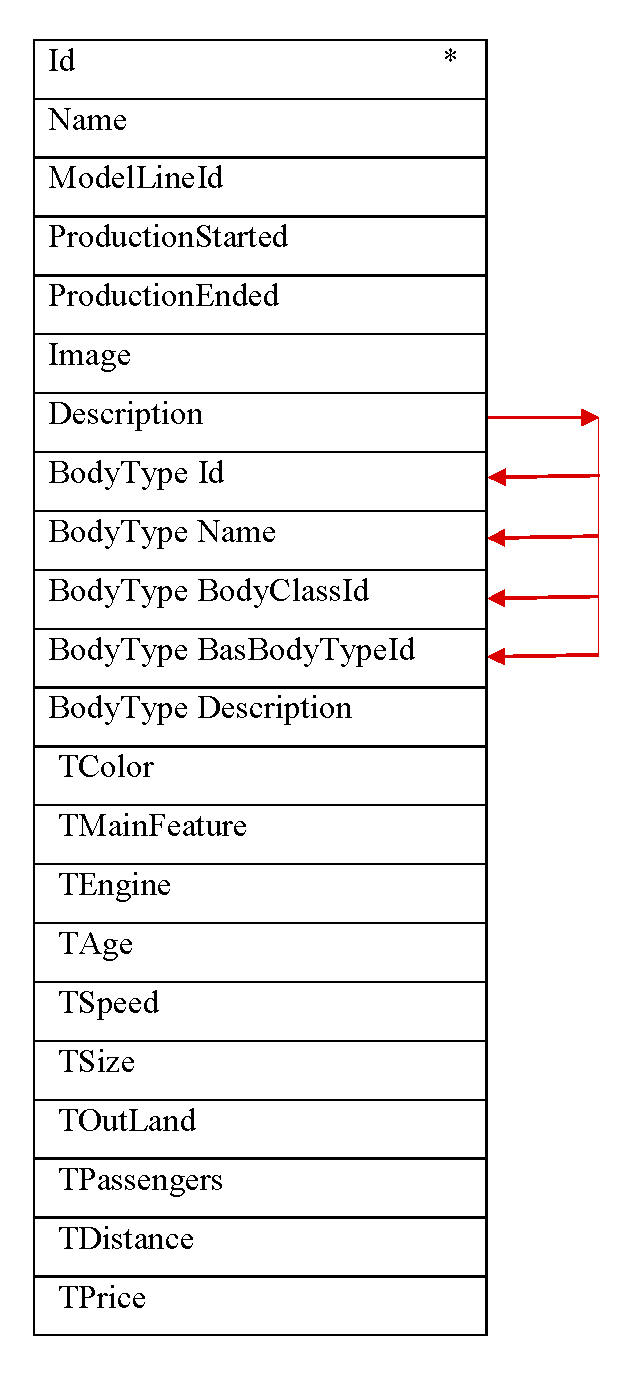 Id *
Name
ModelLineId
ProductionStarted
ProductionEnded
Image
Description
BodyType Id
BodyType Name
BodyType BodyClassId
BodyType BasBodyTypeId
BodyType Description
TColor
TMainFeature
TEngine
TAge
TSpeed
TSize
TOutLand
TPassengers
TDistance
TPrice